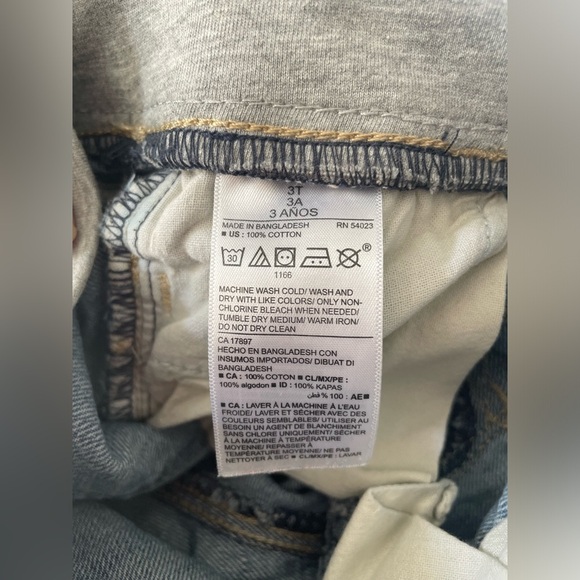 3T
3A
3 AÑOS
MADE IN BANGLADESH RN 54023
■ US : 100% COTTON
30 ®
1166
MACHINE WASH COLD/ WASH AND
DRY WITH LIKE COLORS/ ONLY NON-
CHLORINE BLEACH WHEN NEEDED/
TUMBLE DRY MEDIUM/ WARM IRON/
DO NOT DRY CLEAN
CA 17897
HECHO EN BANGLADESH CON
INSUMOS IMPORTADOS/ DIBUAT DI
BANGLADESH
■ CA : 100% COTON ■ CL/MX/PE :
100% algodon ■ ID : 100% KAPAS
■ AE : 100 % قطن
■ CA : LAVER À LA MACHINE À L'EAU
FROIDE/ LAVER ET SÉCHER AVEC DES
COULEURS SEMBLABLES/ UTILISER AU
BESOIN UN AGENT DE BLANCHIMENT
SANS CHLORE UNIQUEMENT/ SÉCHER
À LA MACHINE À TEMPÉRATURE
MOYENNE/ REPASSER À
TEMPÉRATURE MOYENNE/ NE PAS
NETTOYER A SEC ■ CL/MX/PE: LAVAR